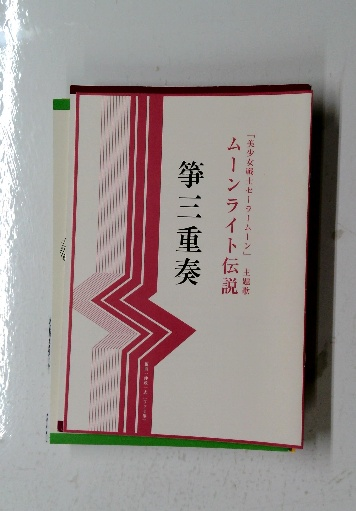 「美少女戦士セーラームーン」主題歌
ムーンライト伝説
箏三重奏